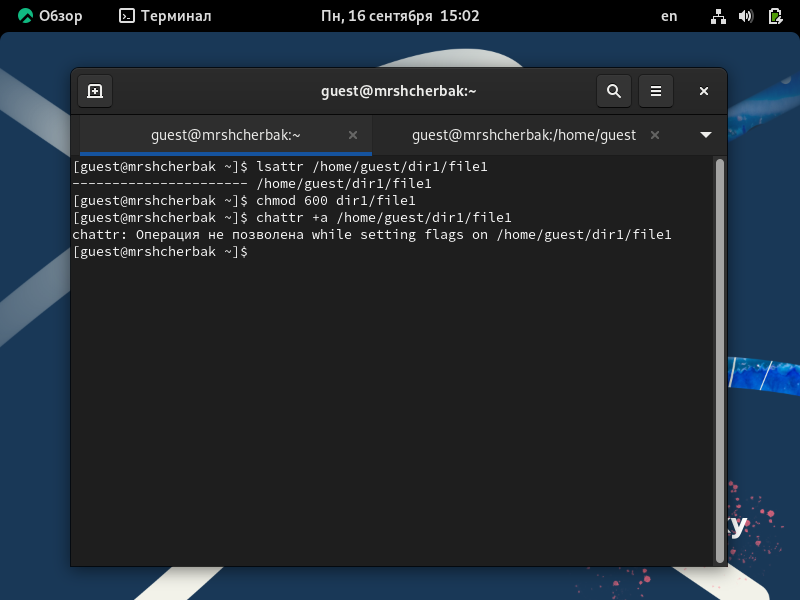 Обзор Терминал Пн, 16 сентября 15:02 en
guest@mrshcherbak:~
guest@mrshcherbak:~ guest@mrshcherbak:/home/guest
[guest@mrshcherbak ~]$ lsattr /home/guest/dir1/file1
---------------------- /home/guest/dir1/file1
[guest@mrshcherbak ~]$ chmod 600 dir1/file1
[guest@mrshcherbak ~]$ chattr +a /home/guest/dir1/file1
chattr: Операция не позволена while setting flags on /home/guest/dir1/file1
[guest@mrshcherbak ~]$